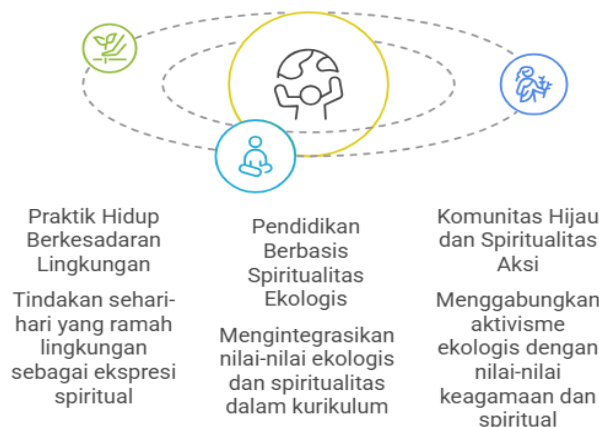 Praktik Hidup
Berkesadaran
Lingkungan
Tindakan sehari-
hari yang ramah
lingkungan
sebagai ekspresi
spiritual
Pendidikan
Berbasis
Spiritualitas
Ekologis
Mengintegrasikan
nilai-nilai ekologis
dan spiritualitas
dalam kurikulum
Komunitas Hijau
dan Spiritualitas
Aksi
Menggabungkan
aktivisme
ekologis dengan
nilai-nilai
keagamaan dan
spiritual